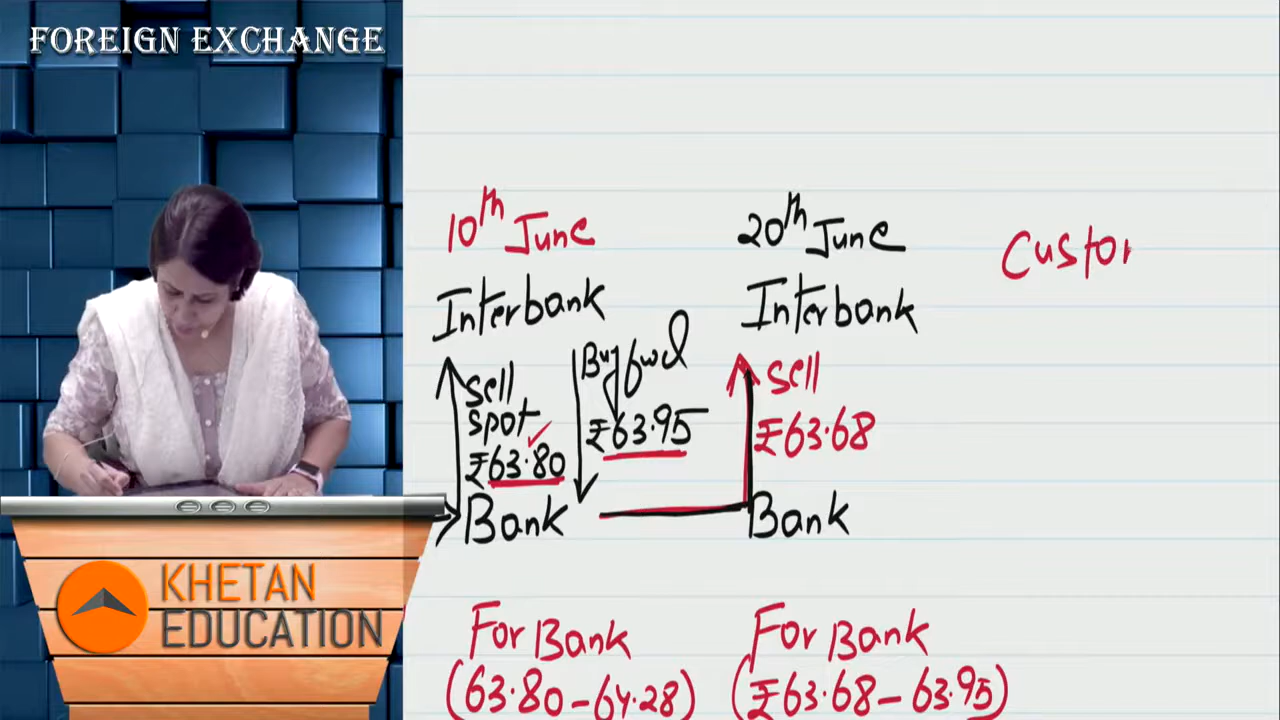 FOREIGN EXCHANGE
10th June
Interbank
sell
spot
₹63.80
Buy fwd
₹63.95
Bank
For Bank
(63.80-64.28)
20th June
Interbank
sell
₹63.68
Bank
For Bank
(₹63.68-63.95)
Custor
KHETAN
EDUCATION